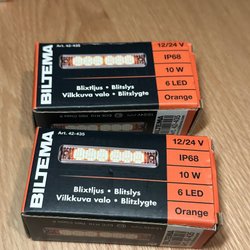 BILTEMA
Art. 42-435
Blixtljus • Blitslys
Vilkkuva valo • Blitzlygte
12/24 V
IP68
10 W
6 LED
Orange
BILTEMA
Art. 42-435
Blixtljus • Blitslys
Vilkkuva valo • Blitzlygte
12/24 V
IP68
10 W
6 LED
Orange